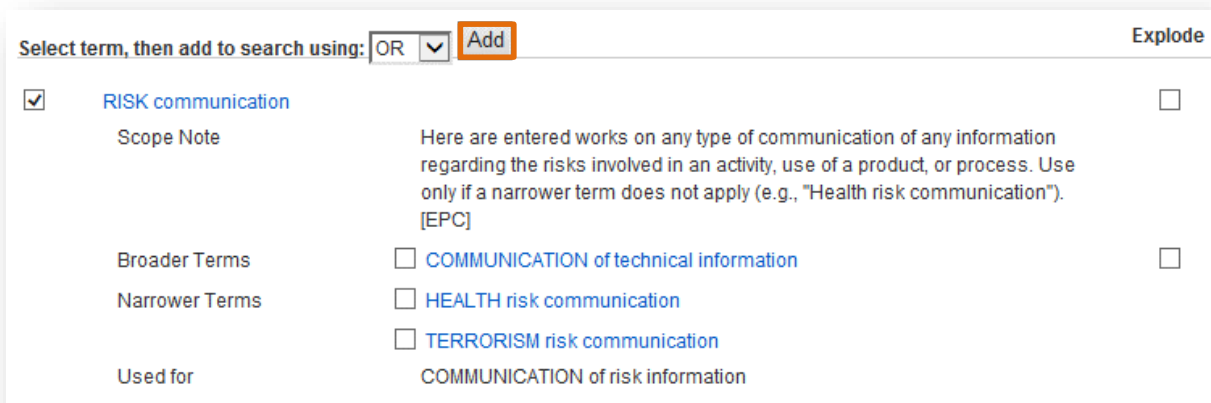 Select term, then add to search using: OR Add Explode
RISK communication
Scope Note Here are entered works on any type of communication of any information
regarding the risks involved in an activity, use of a product, or process. Use
only if a narrower term does not apply (e.g., "Health risk communication").
[EPC]
Broader Terms COMMUNICATION of technical information
Narrower Terms HEALTH risk communication
TERRORISM risk communication
Used for COMMUNICATION of risk information